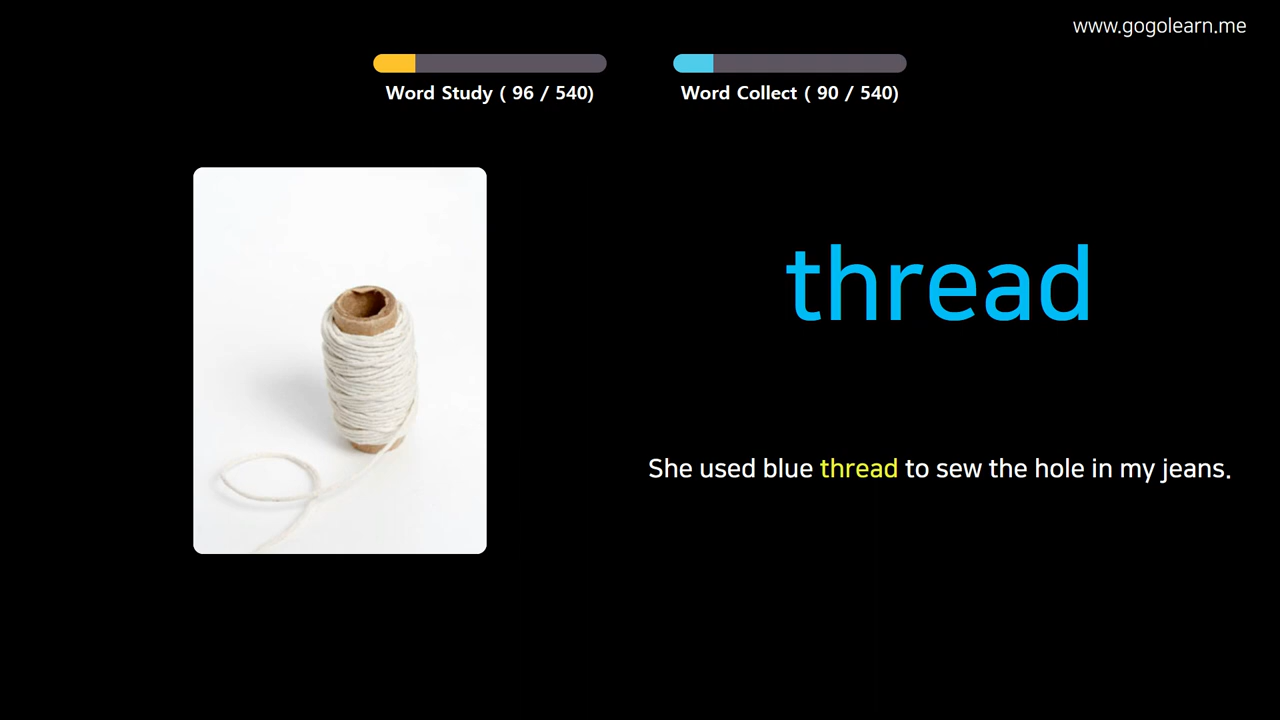 www.gogolearn.me
Word Study ( 96 / 540)
Word Collect ( 90 / 540)
thread
She used blue thread to sew the hole in my jeans.